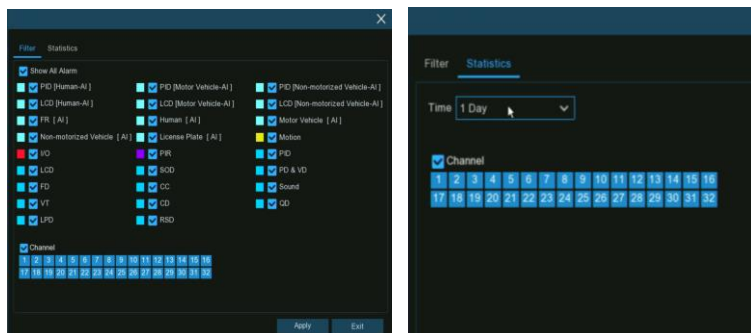 X
Filter Statistics
Show All Alarm
PID [Human-AI] PID [Motor Vehicle-AI] PID [Non-motorized Vehicle-AI]
LCD [Human-AI] LCD [Motor Vehicle-AI] LCD [Non-motorized Vehicle-AI]
FR [ AI ] Human [ AI ] Motor Vehicle [ AI ]
Non-motorized Vehicle [ AI ] License Plate [ AI ] Motion
I/O PIR PID
LCD SOD PD & VD
FD CC Sound
VT CD QD
LPD RSD
Channel
1 2 3 4 5 6 7 8 9 10 11 12 13 14 15 16
17 18 19 20 21 22 23 24 25 26 27 28 29 30 31 32
Apply Exit
Filter Statistics
Time 1 Day
Channel
1 2 3 4 5 6 7 8 9 10 11 12 13 14 15 16
17 18 19 20 21 22 23 24 25 26 27 28 29 30 31 32